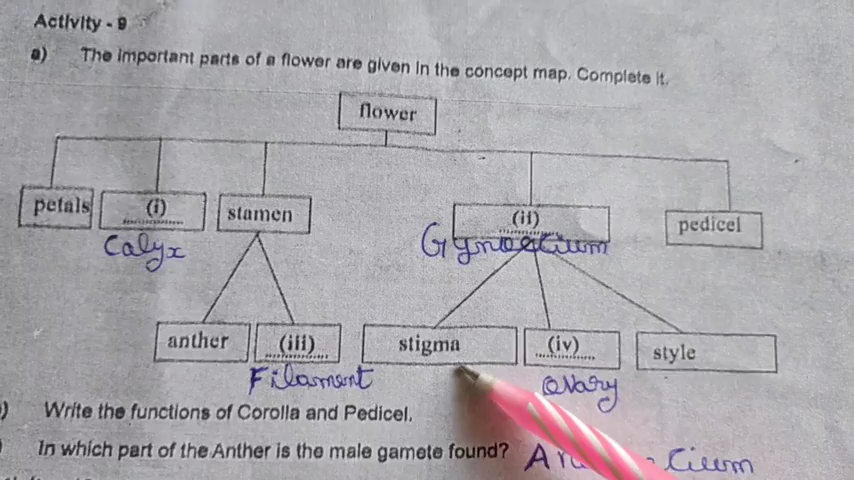 Activity - 9
a) The important parts of a flower are given in the concept map. Complete it.
flower
petals (i) stamen (ii) pedicel
Calyx Gynoecium
anther (iii) stigma (iv) style
Filament Ovary
) Write the functions of Corolla and Pedicel.
) In which part of the Anther is the male gamete found?